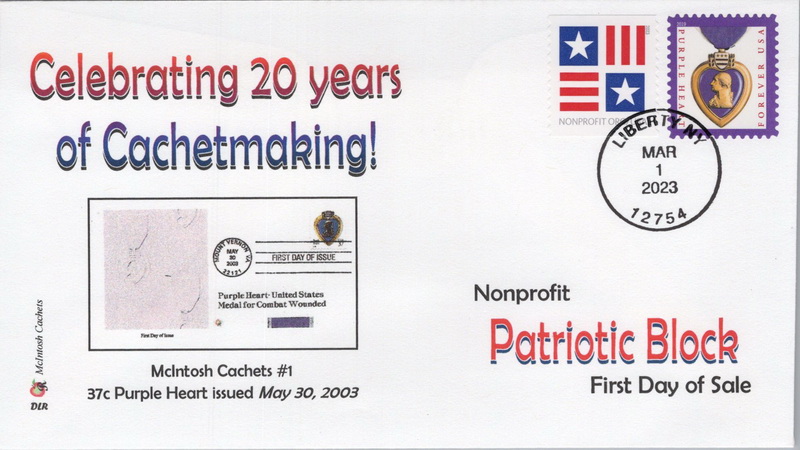 Celebrating 20 years
of Cachetmaking!
NONPROFIT ORG
PURPLE HEART
FOREVER USA
LIBERTY NY
MAR
1
2023
12754
MOUNT VERNON VA
MAY
30
2003
22121
FIRST DAY OF ISSUE
Purple Heart-United States
Medal for Combat Wounded
First Day of Issue
McIntosh Cachets #1
37c Purple Heart issued May 30, 2003
McIntosh Cachets
DLR
Nonprofit
Patriotic Block
First Day of Sale